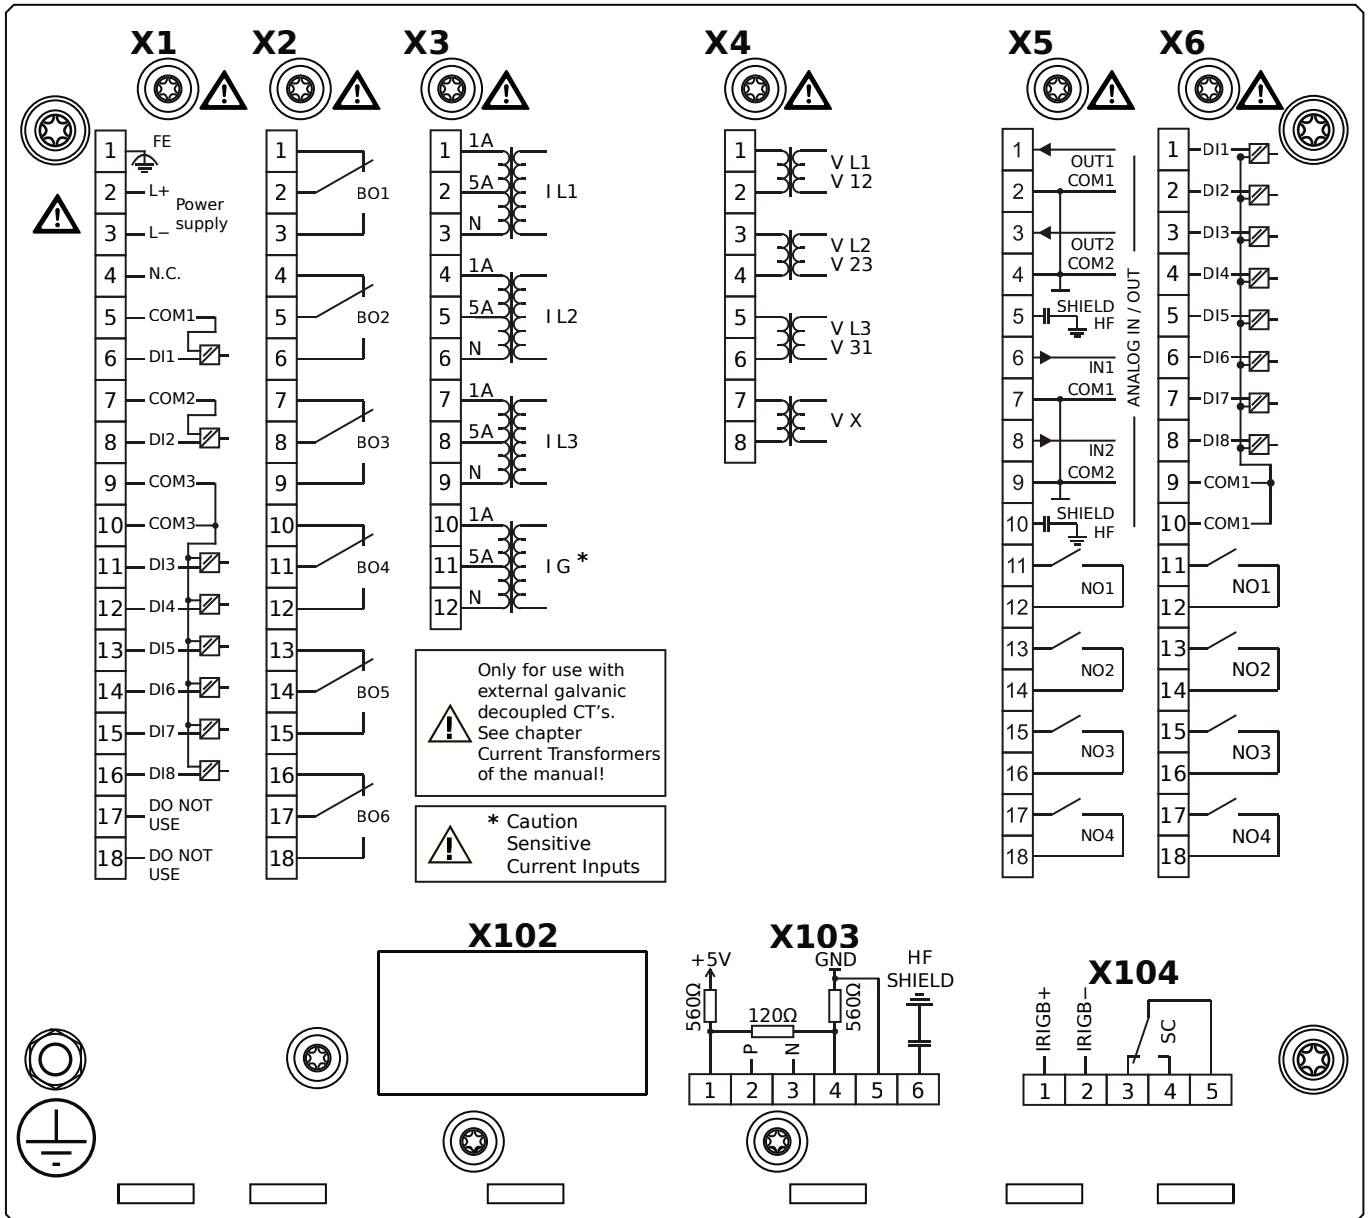 X1
X2
X3
X4
X5
X6
1 FE
2 L+
Power
supply
3 L−
4 N.C.
5 COM1
6 DI1
7 COM2
8 DI2
9 COM3
10 COM3
11 DI3
12 DI4
13 DI5
14 DI6
15 DI7
16 DI8
17 DO NOT
USE
18 DO NOT
USE
1
2 BO1
3
4
5 BO2
6
7
8 BO3
9
10
11 BO4
12
13
14 BO5
15
16
17 BO6
18
1 1A
2 5A I L1
3 N
4 1A
5 5A I L2
6 N
7 1A
8 5A I L3
9 N
10 1A
11 5A I G *
12 N
Only for use with
external galvanic
decoupled CT's.
See chapter
Current Transformers
of the manual!
* Caution
Sensitive
Current Inputs
1 V L1
2 V 12
3 V L2
4 V 23
5 V L3
6 V 31
7 V X
8
1 OUT1
2 COM1
3 OUT2
4 COM2
5 SHIELD
HF
6 IN1
7 COM1
8 IN2
9 COM2
10 SHIELD
HF
ANALOG IN / OUT
11 NO1
12
13 NO2
14
15 NO3
16
17 NO4
18
1 DI1
2 DI2
3 DI3
4 DI4
5 DI5
6 DI6
7 DI7
8 DI8
9 COM1
10 COM1
11 NO1
12
13 NO2
14
15 NO3
16
17 NO4
18
X102
X103
+5V GND HF
SHIELD
560Ω 120Ω 560Ω
P N
1 2 3 4 5 6
X104
IRIGB+ IRIGB− SC
1 2 3 4 5